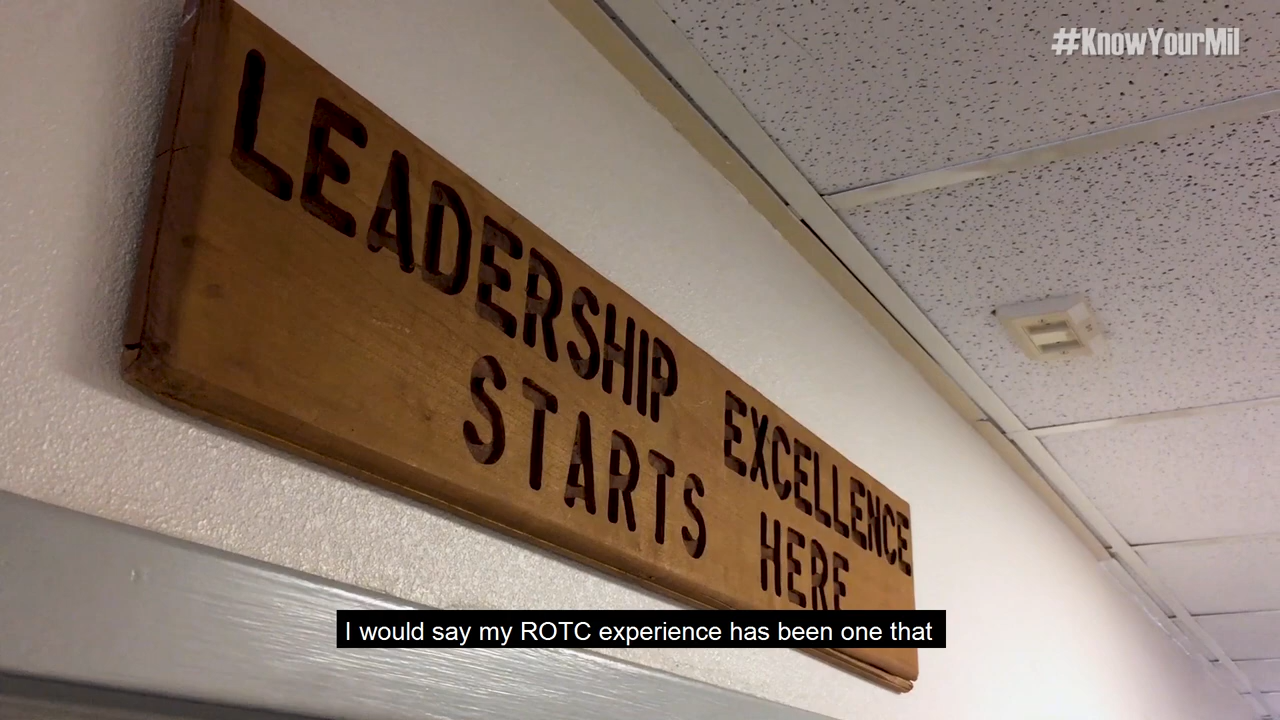 #KnowYourMil
LEADERSHIP EXCELLENCE
STARTS HERE
I would say my ROTC experience has been one that